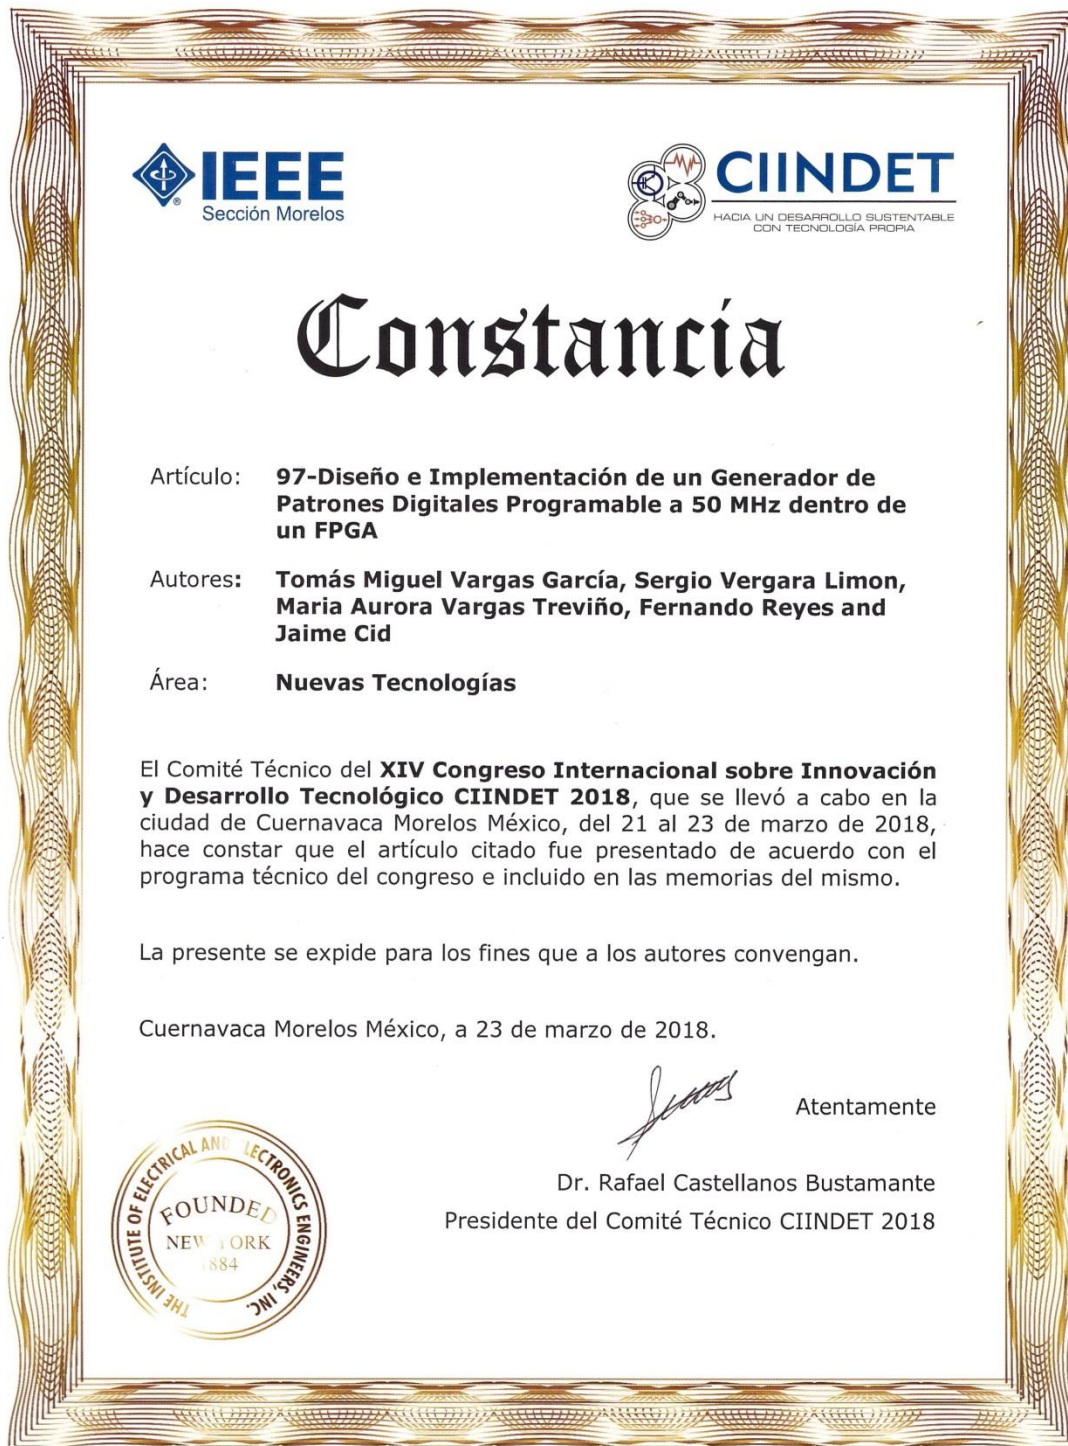 IEEE
Sección Morelos
CIINDET
HACIA UN DESARROLLO SUSTENTABLE
CON TECNOLOGÍA PROPIA
Constancia
Artículo: 97-Diseño e Implementación de un Generador de
Patrones Digitales Programable a 50 MHz dentro de
un FPGA
Autores: Tomás Miguel Vargas García, Sergio Vergara Limon,
Maria Aurora Vargas Treviño, Fernando Reyes and
Jaime Cid
Área: Nuevas Tecnologías
El Comité Técnico del XIV Congreso Internacional sobre Innovación
y Desarrollo Tecnológico CIINDET 2018, que se llevó a cabo en la
ciudad de Cuernavaca Morelos México, del 21 al 23 de marzo de 2018,
hace constar que el artículo citado fue presentado de acuerdo con el
programa técnico del congreso e incluido en las memorias del mismo.
La presente se expide para los fines que a los autores convengan.
Cuernavaca Morelos México, a 23 de marzo de 2018.
Atentamente
Dr. Rafael Castellanos Bustamante
Presidente del Comité Técnico CIINDET 2018
THE INSTITUTE OF ELECTRICAL AND ELECTRONICS ENGINEERS, INC.
FOUNDED
NEW YORK
1884